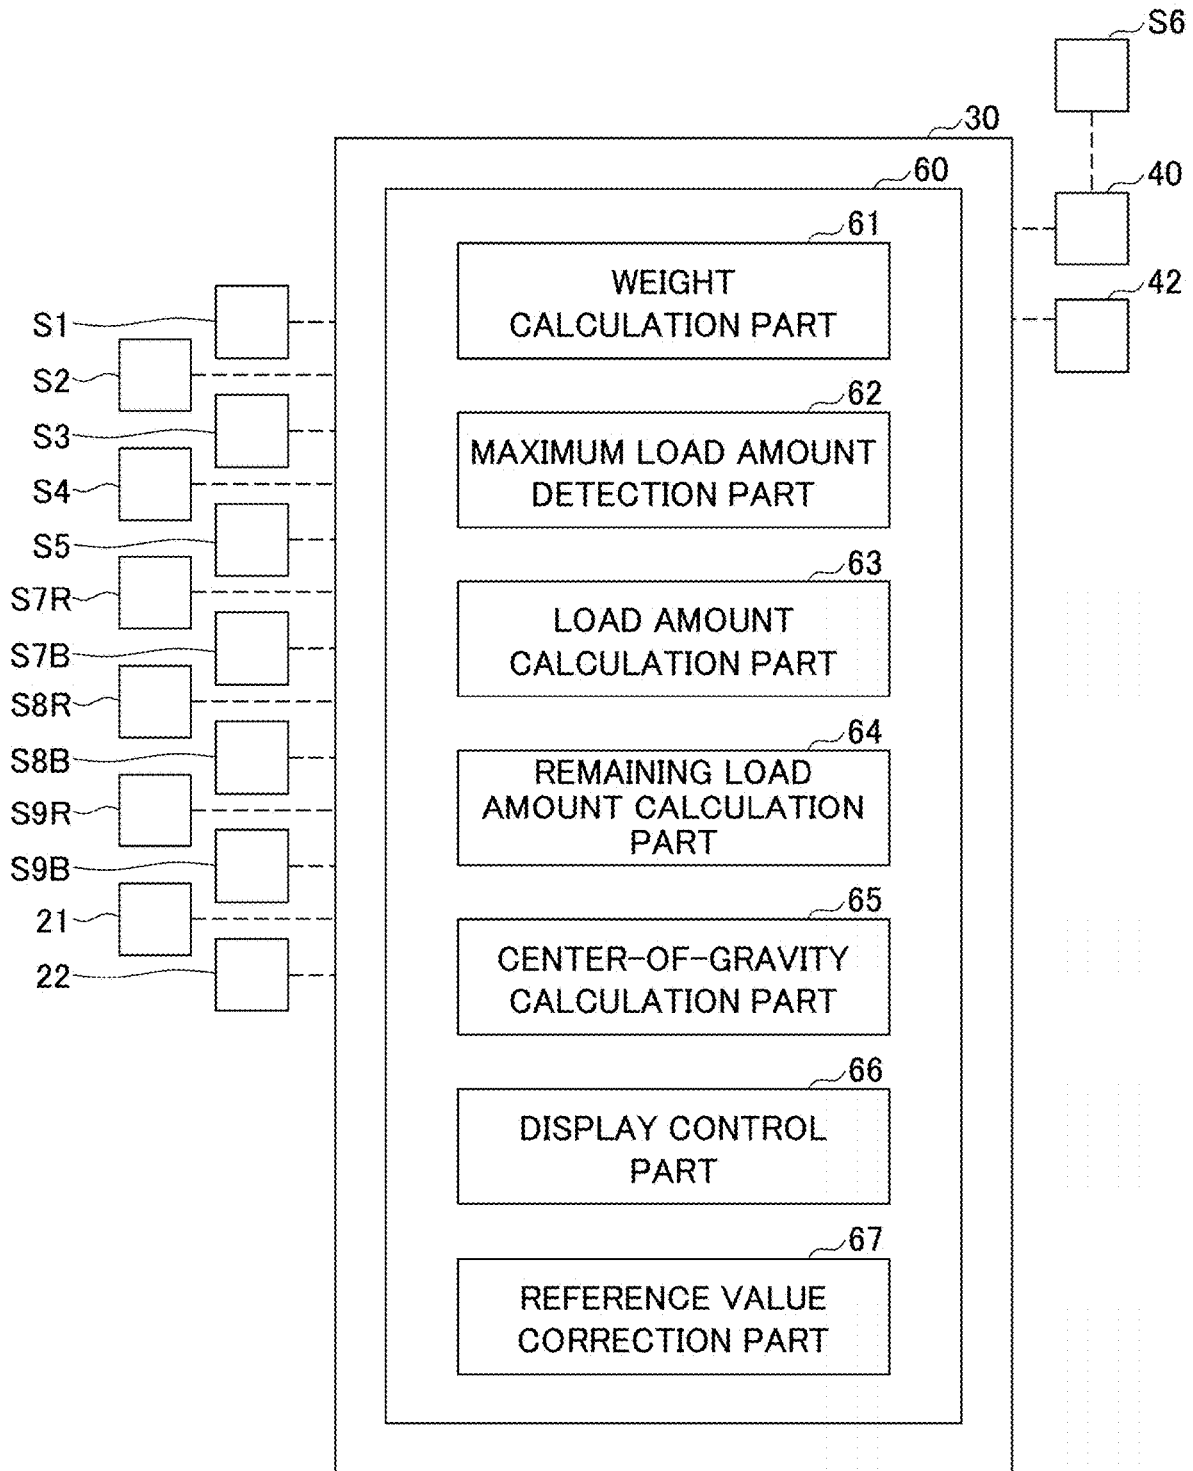 S6
30
40
60
61
WEIGHT
CALCULATION PART
42
S1
S2
62
MAXIMUM LOAD AMOUNT
DETECTION PART
S3
S4
S5
63
LOAD AMOUNT
CALCULATION PART
S7R
S7B
S8R
64
REMAINING LOAD
AMOUNT CALCULATION
PART
S8B
S9R
S9B
65
CENTER-OF-GRAVITY
CALCULATION PART
21
22
66
DISPLAY CONTROL
PART
67
REFERENCE VALUE
CORRECTION PART